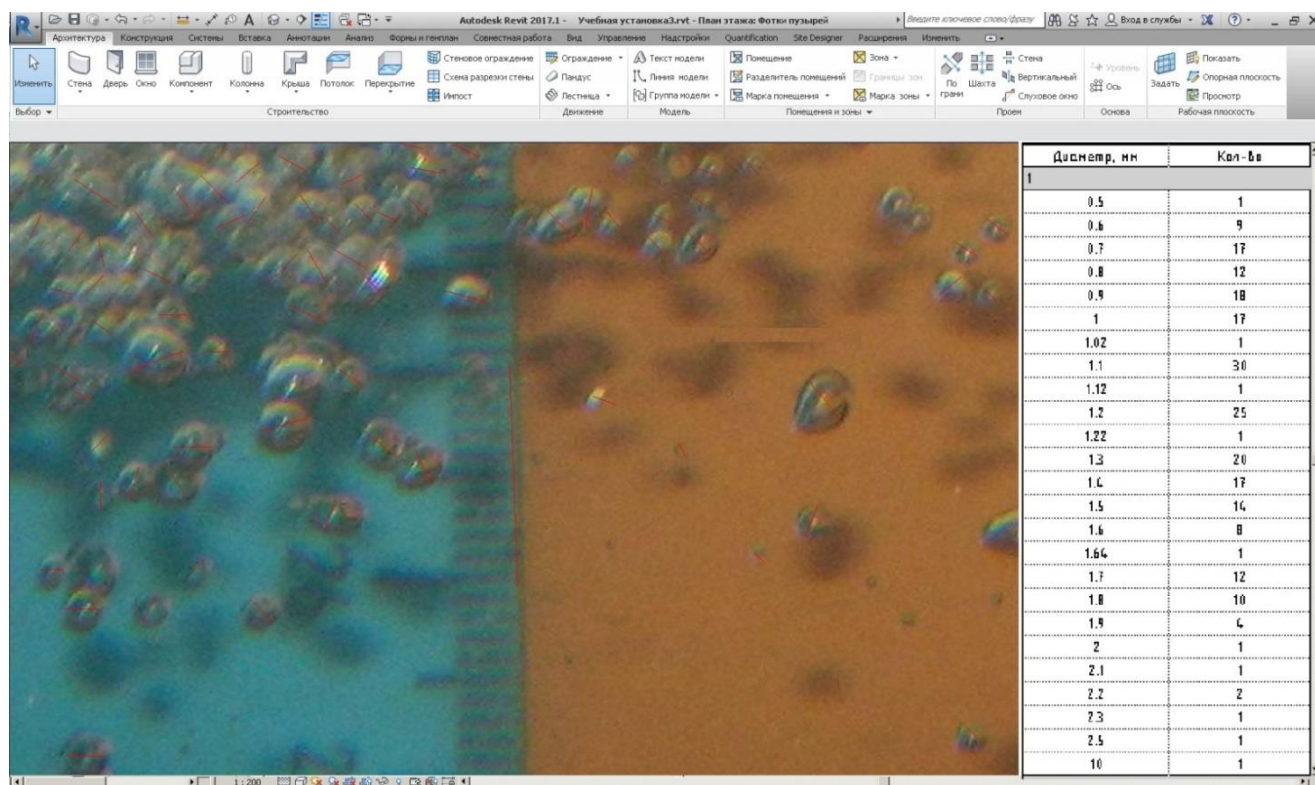 Autodesk Revit 2017.1 - Учебная установка3.rvt - План этажа: Фотки пузырей
Введите ключевое слово/фразу
Вход в службы
Архитектура Конструкция Системы Вставка Аннотации Анализ Формы и генплан Совместная работа Вид Управление Надстройки Quantification Site Designer Расширения Изменить
Изменить Стена Дверь Окно Компонент Колонна Крыша Потолок Перекрытие
Стеновое ограждение Ограждение Текст модели Помещение Зона Стена Уровень Показать
Схема разрезки стены Пандус Линия модели Разделитель помещений Границы зон По грани Шахта Вертикальный Ось Задать Опорная плоскость
Импост Лестница Группа модели Марка помещения Марка зоны Слуховое окно Просмотр
Выбор Строительство Движение Модель Помещения и зоны Проем Основа Рабочая плоскость
Диаметр, мм Кол-во
1
0.5 1
0.6 9
0.7 17
0.8 12
0.9 18
1 17
1.02 1
1.1 30
1.12 1
1.2 25
1.22 1
1.3 20
1.4 17
1.5 14
1.6 8
1.64 1
1.7 12
1.8 10
1.9 4
2 1
2.1 1
2.2 2
2.3 1
2.5 1
10 1
1 : 200